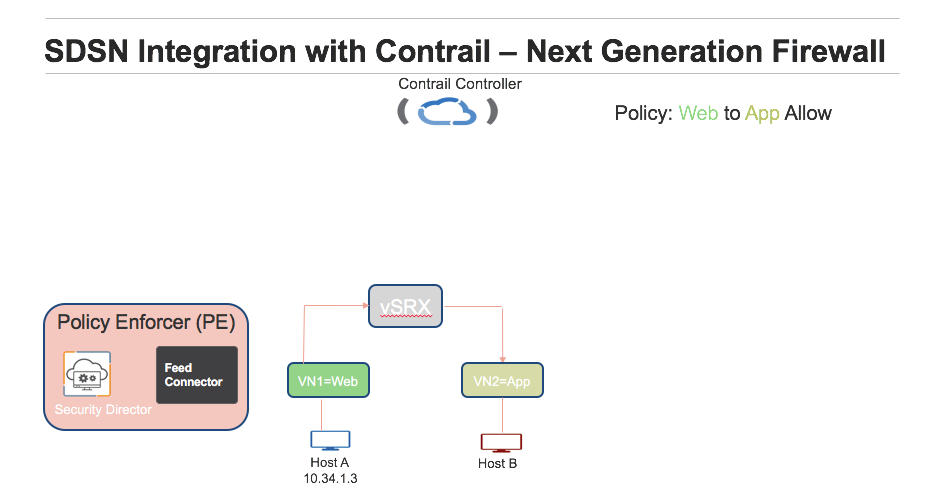 SDSN Integration with Contrail – Next Generation Firewall
Contrail Controller
Policy: Web to App Allow
vSRX
Policy Enforcer (PE)
Feed
Connector
Security Director
VN1=Web
VN2=App
Host A
10.34.1.3
Host B